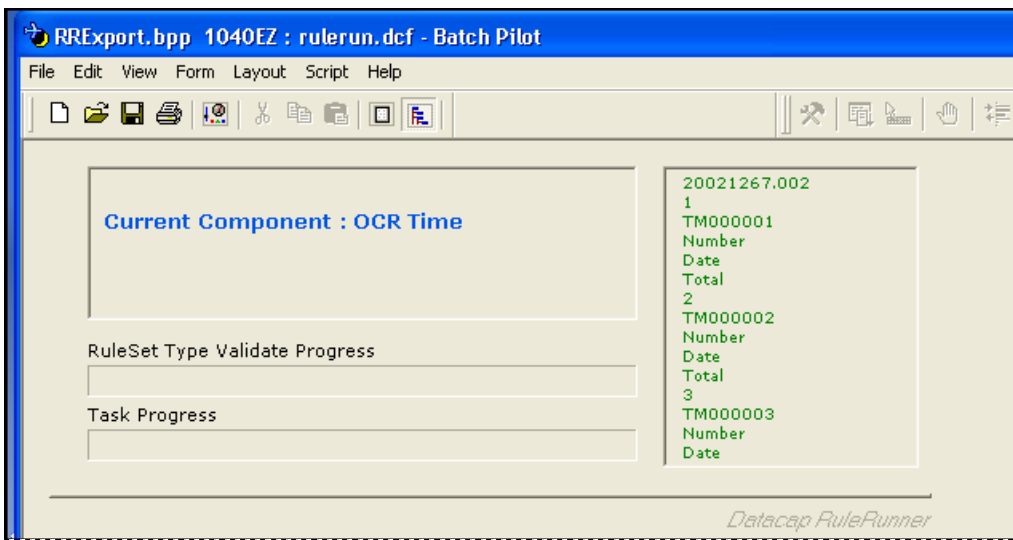 RRExport.bpp 1040EZ : rulerun.dcf - Batch Pilot
File Edit View Form Layout Script Help
Current Component : OCR Time
RuleSet Type Validate Progress
Task Progress
20021267.002
1
TM000001
Number
Date
Total
2
TM000002
Number
Date
Total
3
TM000003
Number
Date
Datacap RuleRunner